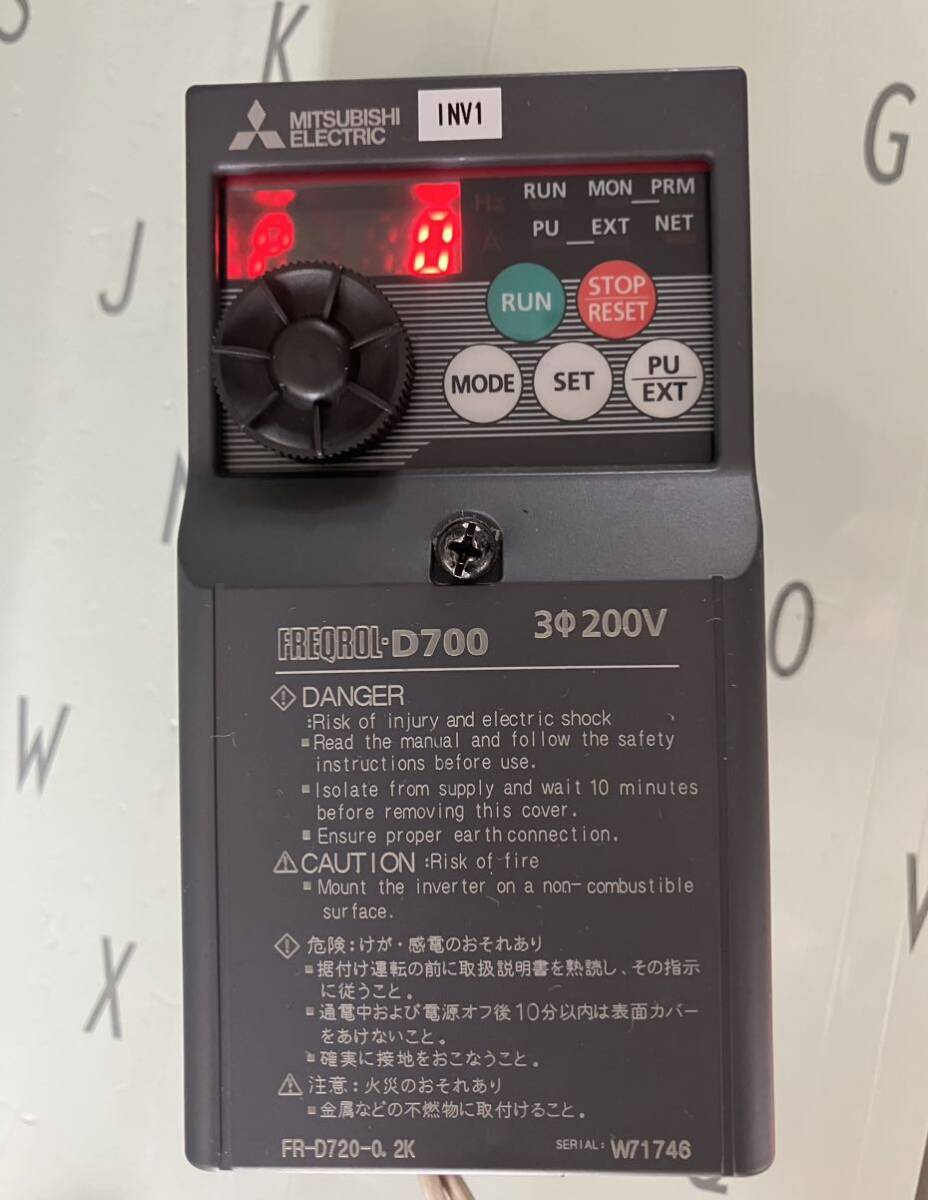 S
K
MITSUBISHI
ELECTRIC
INV1
G
RUN MON PRM
Hz
PU EXT NET
A
P 0
J
RUN
STOP
RESET
MODE
SET
PU
EXT
FREQROL-D700
3Φ200V
O
W
DANGER
:Risk of injury and electric shock
■Read the manual and follow the safety
instructions before use.
■Isolate from supply and wait 10 minutes
before removing this cover.
■Ensure proper earth connection.
CAUTION :Risk of fire
■Mount the inverter on a non-combustible
surface.
V
X
危険:けが・感電のおそれあり
■据付け運転の前に取扱説明書を熟読し、その指示
に従うこと。
■通電中および電源オフ後10分以内は表面カバー
をあけないこと。
■確実に接地をおこなうこと。
注意:火災のおそれあり
■金属などの不燃物に取付けること。
FR-D720-0.2K
SERIAL: W71746